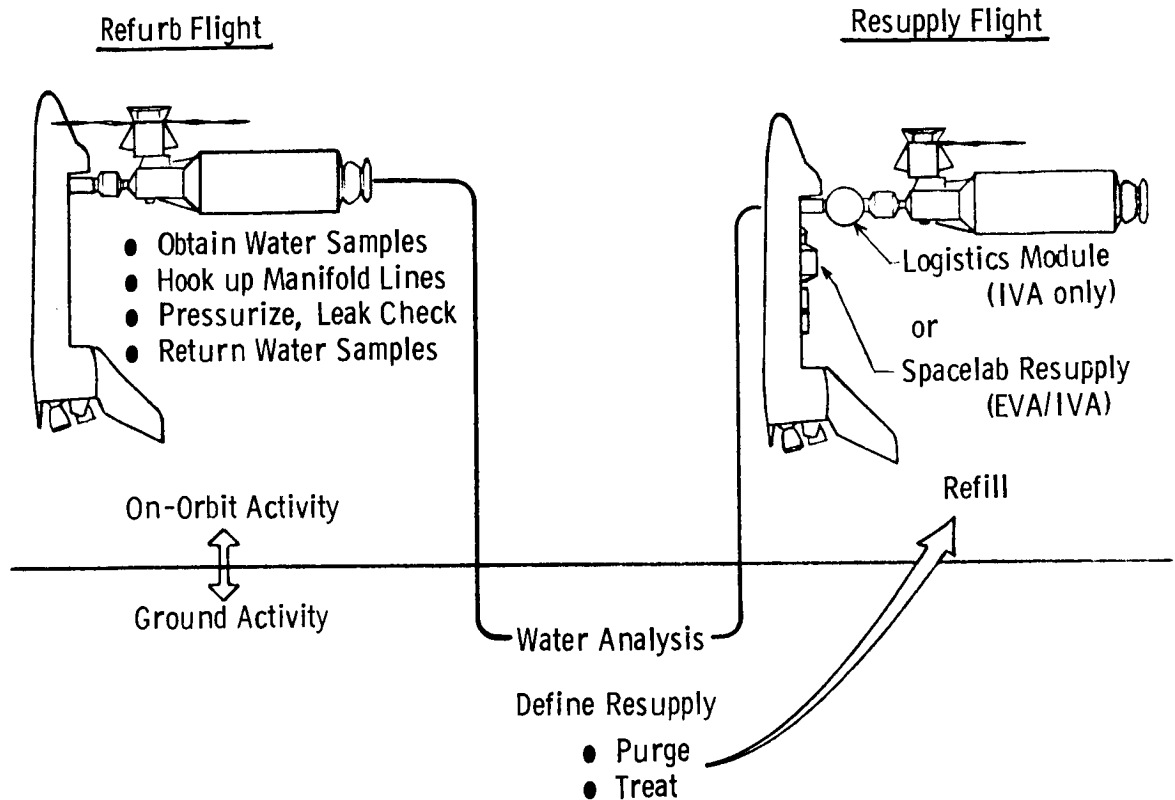 Refurb Flight
Resupply Flight
● Obtain Water Samples
● Hook up Manifold Lines
● Pressurize, Leak Check
● Return Water Samples
Logistics Module
(IVA only)
or
Spacelab Resupply
(EVA/IVA)
Refill
On-Orbit Activity
Ground Activity
Water Analysis
Define Resupply
● Purge
● Treat